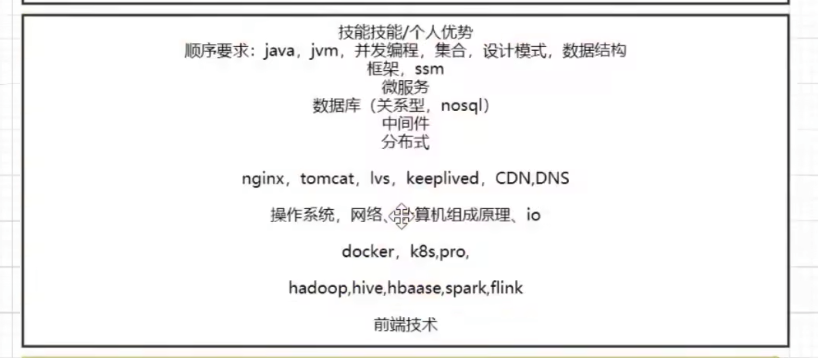 技能技能/个人优势
顺序要求：java，jvm，并发编程，集合，设计模式，数据结构
框架，ssm
微服务
数据库（关系型，nosql）
中间件
分布式
nginx，tomcat，lvs，keeplived，CDN,DNS
操作系统，网络、计算机组成原理、io
docker，k8s,pro,
hadoop,hive,hbaase,spark,flink
前端技术